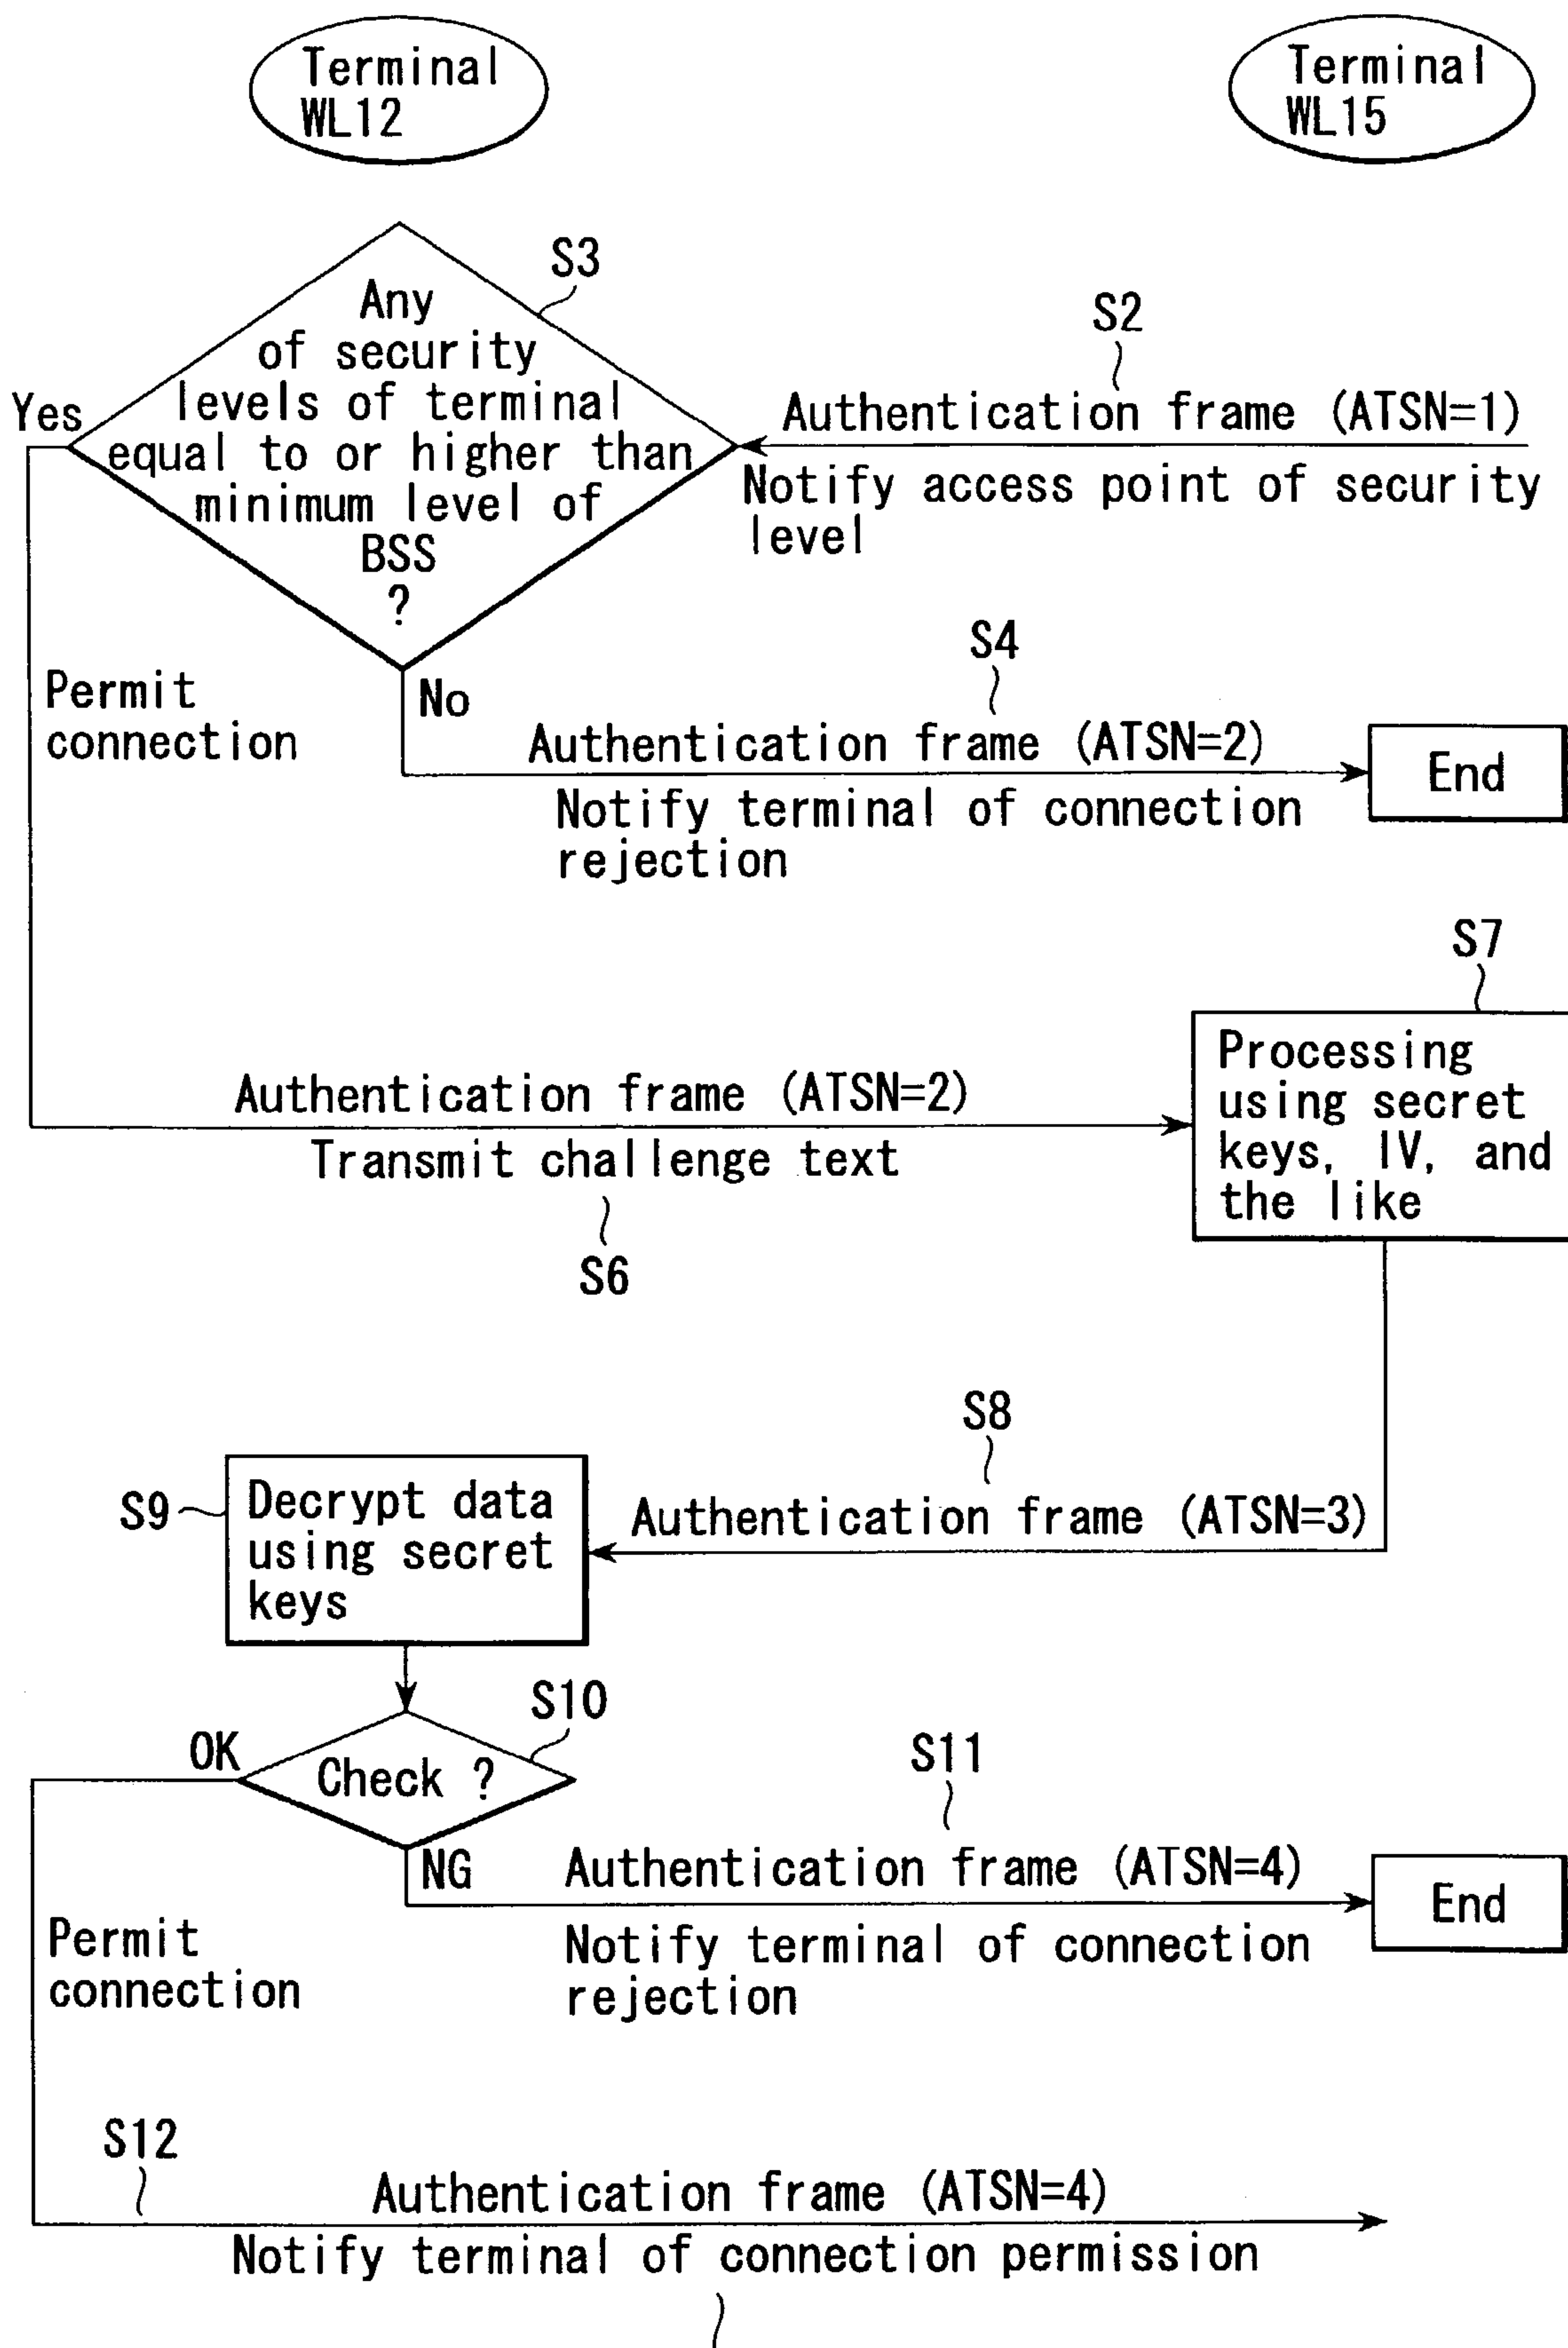 Terminal
WL12
Terminal
WL15
S3
Any
of security
levels of terminal
equal to or higher than
minimum level of
BSS
?
Yes
S2
Authentication frame (ATSN=1)
Notify access point of security
level
Permit
connection
No
S4
Authentication frame (ATSN=2)
Notify terminal of connection
rejection
End
S7
Processing
using secret
keys, IV, and
the like
Authentication frame (ATSN=2)
Transmit challenge text
S6
S8
Authentication frame (ATSN=3)
S9
Decrypt data
using secret
keys
S10
OK
Check ?
NG
S11
Authentication frame (ATSN=4)
Notify terminal of connection
rejection
End
Permit
connection
S12
Authentication frame (ATSN=4)
Notify terminal of connection permission